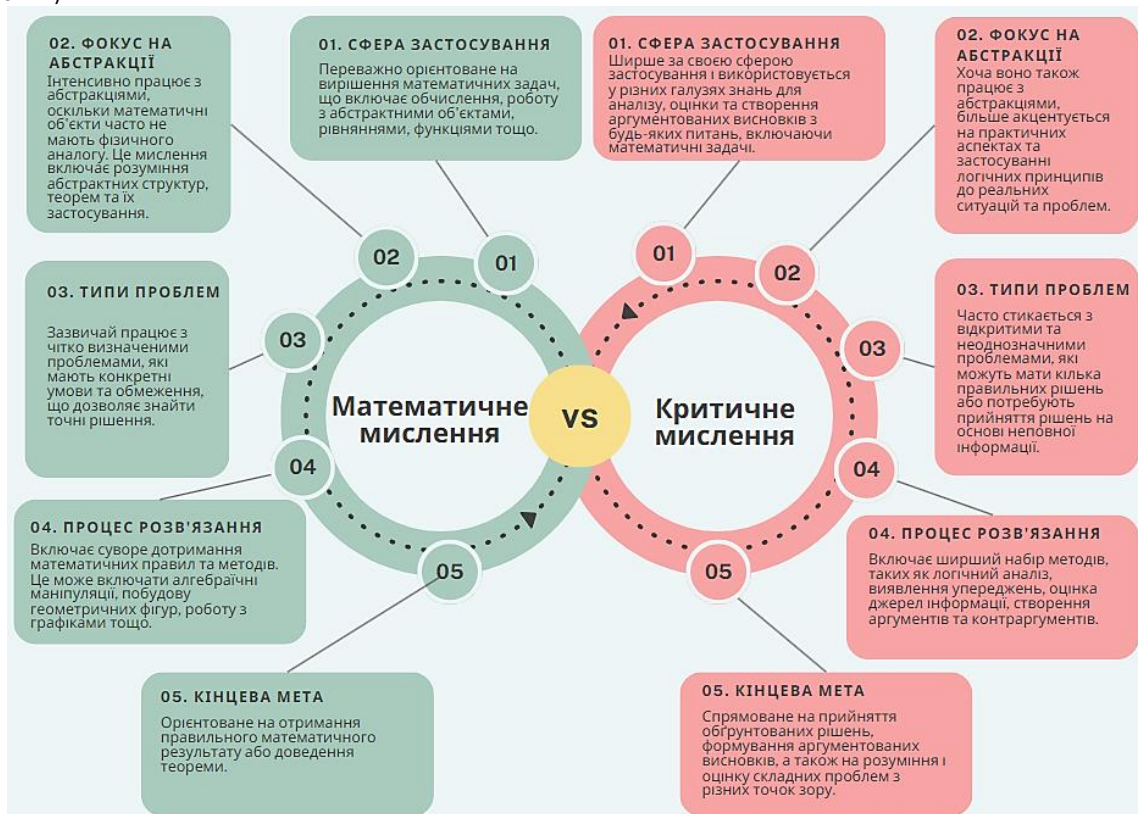 02. ФОКУС НА
АБСТРАКЦІЇ
Інтенсивно працює з
абстракціями,
оскільки математичні
об'єкти часто не
мають фізичного
аналогу. Це мислення
включає розуміння
абстрактних структур,
теорем та їх
застосування.
01. СФЕРА ЗАСТОСУВАННЯ
Переважно орієнтоване на
вирішення математичних задач,
що включає обчислення, роботу
з абстрактними об'єктами,
рівняннями, функціями тощо.
01. СФЕРА ЗАСТОСУВАННЯ
Ширше за своєю сферою
застосування і використовується
у різних галузях знань для
аналізу, оцінки та створення
аргументованих висновків з
будь-яких питань, включаючи
математичні задачі.
02. ФОКУС НА
АБСТРАКЦІЇ
Хоча воно також
працює з
абстракціями,
більше акцентується
на практичних
аспектах та
застосуванні
логічних принципів
до реальних
ситуацій та проблем.
02
01
01
02
03. ТИПИ ПРОБЛЕМ
Зазвичай працює з
чітко визначеними
проблемами, які
мають конкретні
умови та обмеження,
що дозволяє знайти
точні рішення.
03
03
03. ТИПИ ПРОБЛЕМ
Часто стикається з
відкритими та
неоднозначними
проблемами, які
можуть мати кілька
правильних рішень
або потребують
прийняття рішень на
основі неповної
інформації.
Математичне
мислення
VS
Критичне
мислення
04
04
04. ПРОЦЕС РОЗВ'ЯЗАННЯ
Включає суворе дотримання
математичних правил та методів.
Це може включати алгебраїчні
маніпуляції, побудову
геометричних фігур, роботу з
графіками тощо.
04. ПРОЦЕС РОЗВ'ЯЗАННЯ
Включає ширший набір методів,
таких як логічний аналіз,
виявлення упереджень, оцінка
джерел інформації, створення
аргументів та контраргументів.
05
05
05. КІНЦЕВА МЕТА
Орієнтоване на отримання
правильного математичного
результату або доведення
теореми.
05. КІНЦЕВА МЕТА
Спрямоване на прийняття
обґрунтованих рішень,
формування аргументованих
висновків, а також на розуміння і
оцінку складних проблем з
різних точок зору.